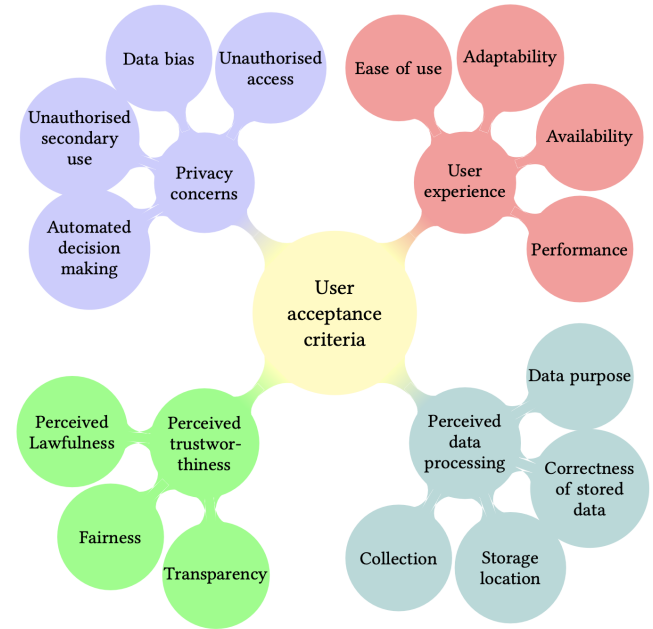 Data bias
Unauthorised
access
Unauthorised
secondary
use
Privacy
concerns
Automated
decision
making
Ease of use
Adaptability
Availability
User
experience
Performance
User
acceptance
criteria
Perceived
Lawfulness
Perceived
trustwor-
thiness
Fairness
Transparency
Perceived
data
processing
Data purpose
Correctness
of stored
data
Collection
Storage
location